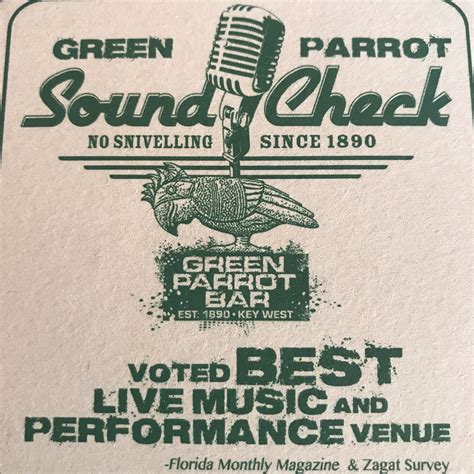 GREEN PARROT
Sound Check
NO SNIVELLING SINCE 1890
GREEN
PARROT
BAR
EST. 1890 • KEY WEST
VOTED BEST
LIVE MUSIC AND
PERFORMANCE VENUE
-Florida Monthly Magazine & Zagat Survey